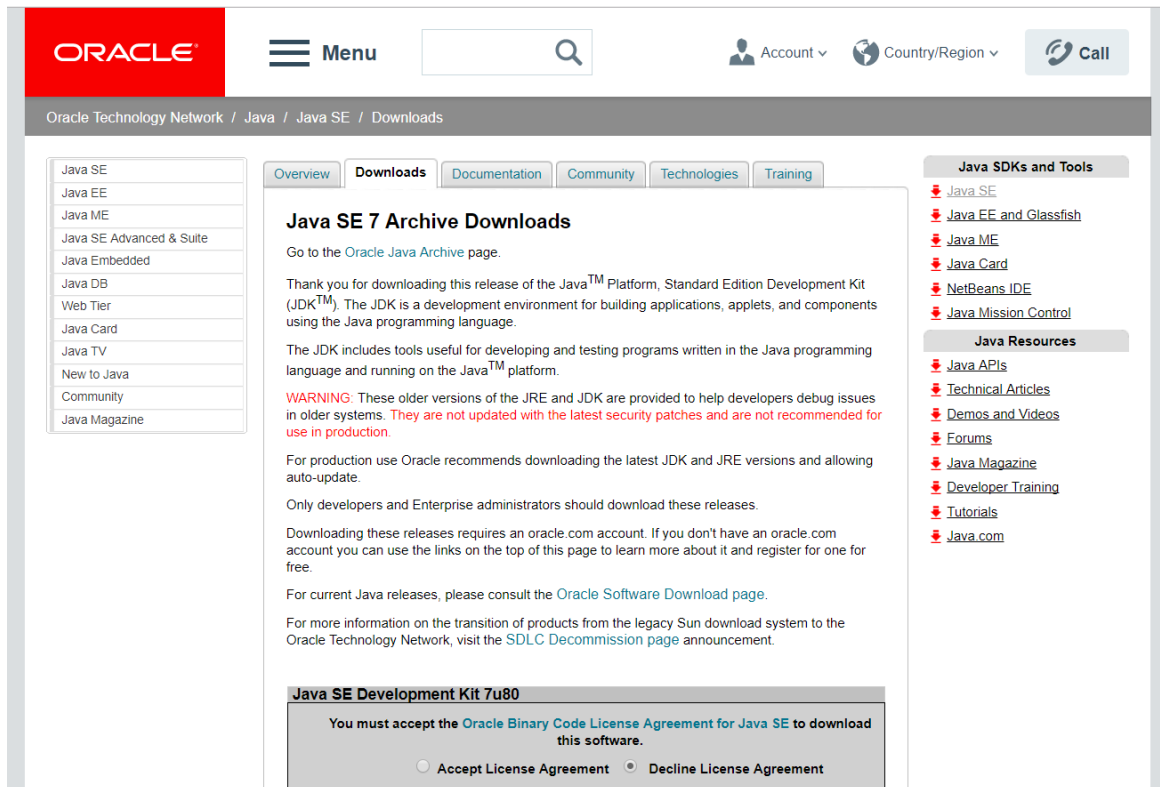 ORACLE
Menu
Account
Country/Region
Call
Oracle Technology Network / Java / Java SE / Downloads
Java SE
Java EE
Java ME
Java SE Advanced & Suite
Java Embedded
Java DB
Web Tier
Java Card
Java TV
New to Java
Community
Java Magazine
Overview
Downloads
Documentation
Community
Technologies
Training
Java SE 7 Archive Downloads
Go to the Oracle Java Archive page.
Thank you for downloading this release of the Java™ Platform, Standard Edition Development Kit
(JDK™). The JDK is a development environment for building applications, applets, and components
using the Java programming language.
The JDK includes tools useful for developing and testing programs written in the Java programming
language and running on the Java™ platform.
WARNING: These older versions of the JRE and JDK are provided to help developers debug issues
in older systems. They are not updated with the latest security patches and are not recommended for
use in production.
For production use Oracle recommends downloading the latest JDK and JRE versions and allowing
auto-update.
Only developers and Enterprise administrators should download these releases.
Downloading these releases requires an oracle.com account. If you don't have an oracle.com
account you can use the links on the top of this page to learn more about it and register for one for
free.
For current Java releases, please consult the Oracle Software Download page.
For more information on the transition of products from the legacy Sun download system to the
Oracle Technology Network, visit the SDLC Decommission page announcement.
Java SE Development Kit 7u80
You must accept the Oracle Binary Code License Agreement for Java SE to download
this software.
Accept License Agreement Decline License Agreement
Java SDKs and Tools
Java SE
Java EE and Glassfish
Java ME
Java Card
NetBeans IDE
Java Mission Control
Java Resources
Java APIs
Technical Articles
Demos and Videos
Forums
Java Magazine
Developer Training
Tutorials
Java.com